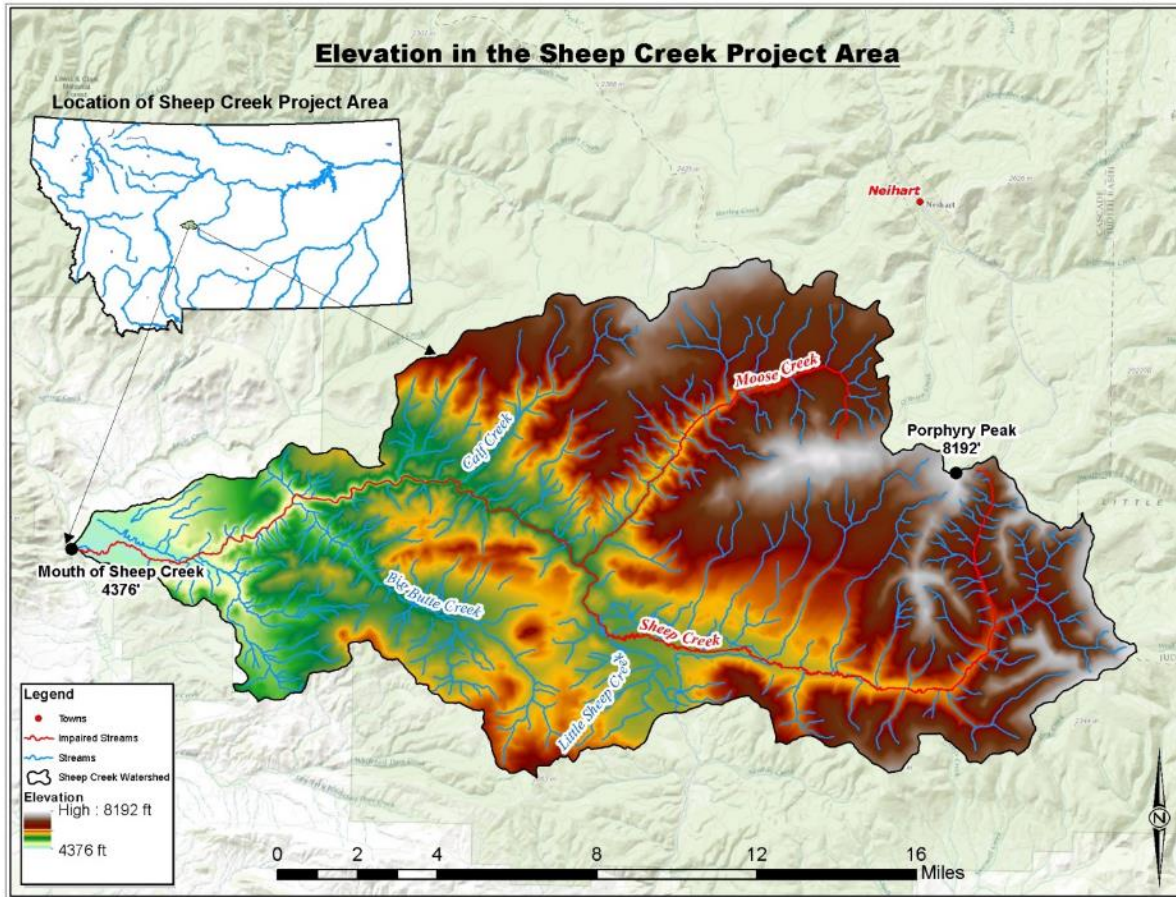 Elevation in the Sheep Creek Project Area
Location of Sheep Creek Project Area
Neihart
Neihart
Moose Creek
Calf Creek
Porphyry Peak
8192'
Mouth of Sheep Creek
4376'
Big Butte Creek
Sheep Creek
Little Sheep Creek
Legend
Towns
Impaired Streams
Streams
Sheep Creek Watershed
Elevation
High : 8192 ft
4376 ft
0 2 4 8 12 16
Miles
N